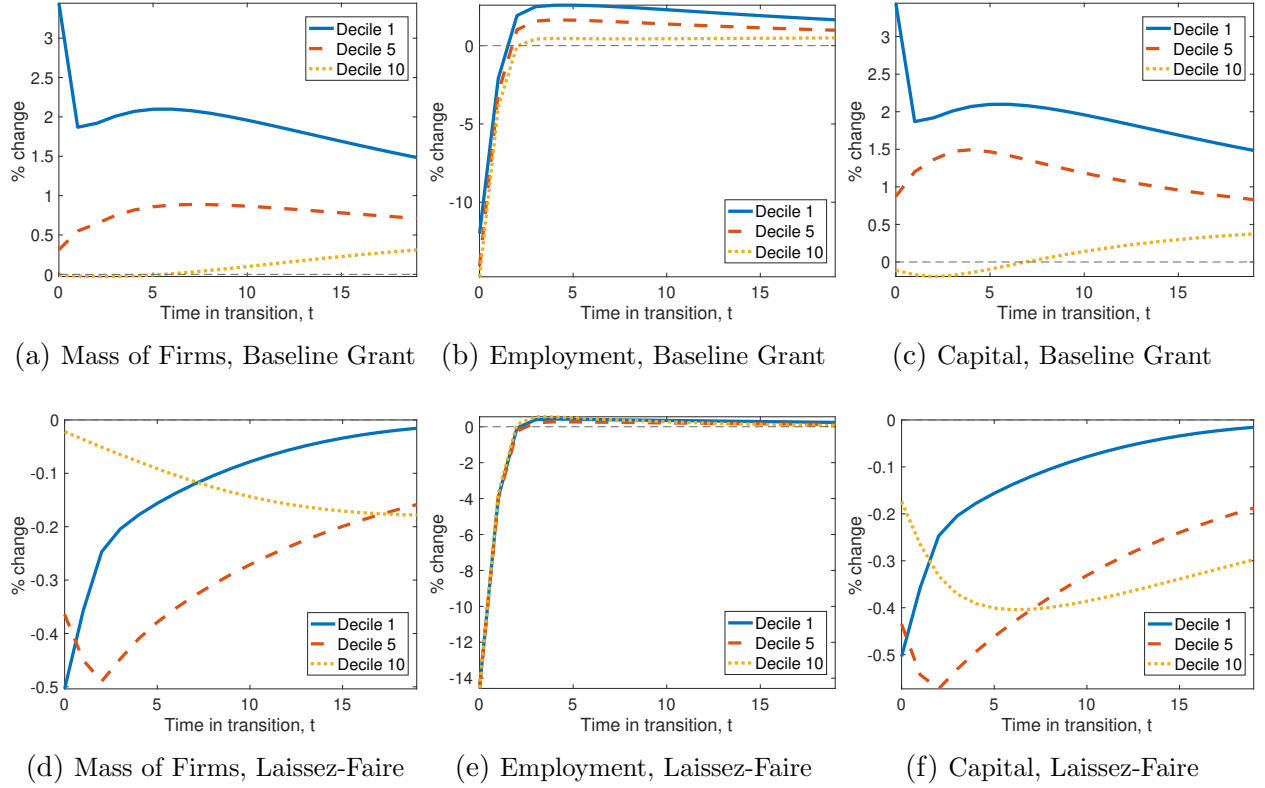 3
2.5
2
1.5
1
0.5
0
% change
0 5 10 15
Time in transition, t
Decile 1
Decile 5
Decile 10
(a) Mass of Firms, Baseline Grant
0
-5
-10
% change
0 5 10 15
Time in transition, t
Decile 1
Decile 5
Decile 10
(b) Employment, Baseline Grant
3
2.5
2
1.5
1
0.5
0
% change
0 5 10 15
Time in transition, t
Decile 1
Decile 5
Decile 10
(c) Capital, Baseline Grant
0
-0.1
-0.2
-0.3
-0.4
-0.5
% change
0 5 10 15
Time in transition, t
Decile 1
Decile 5
Decile 10
(d) Mass of Firms, Laissez-Faire
0
-2
-4
-6
-8
-10
-12
-14
% change
0 5 10 15
Time in transition, t
Decile 1
Decile 5
Decile 10
(e) Employment, Laissez-Faire
0
-0.1
-0.2
-0.3
-0.4
-0.5
% change
0 5 10 15
Time in transition, t
Decile 1
Decile 5
Decile 10
(f) Capital, Laissez-Faire